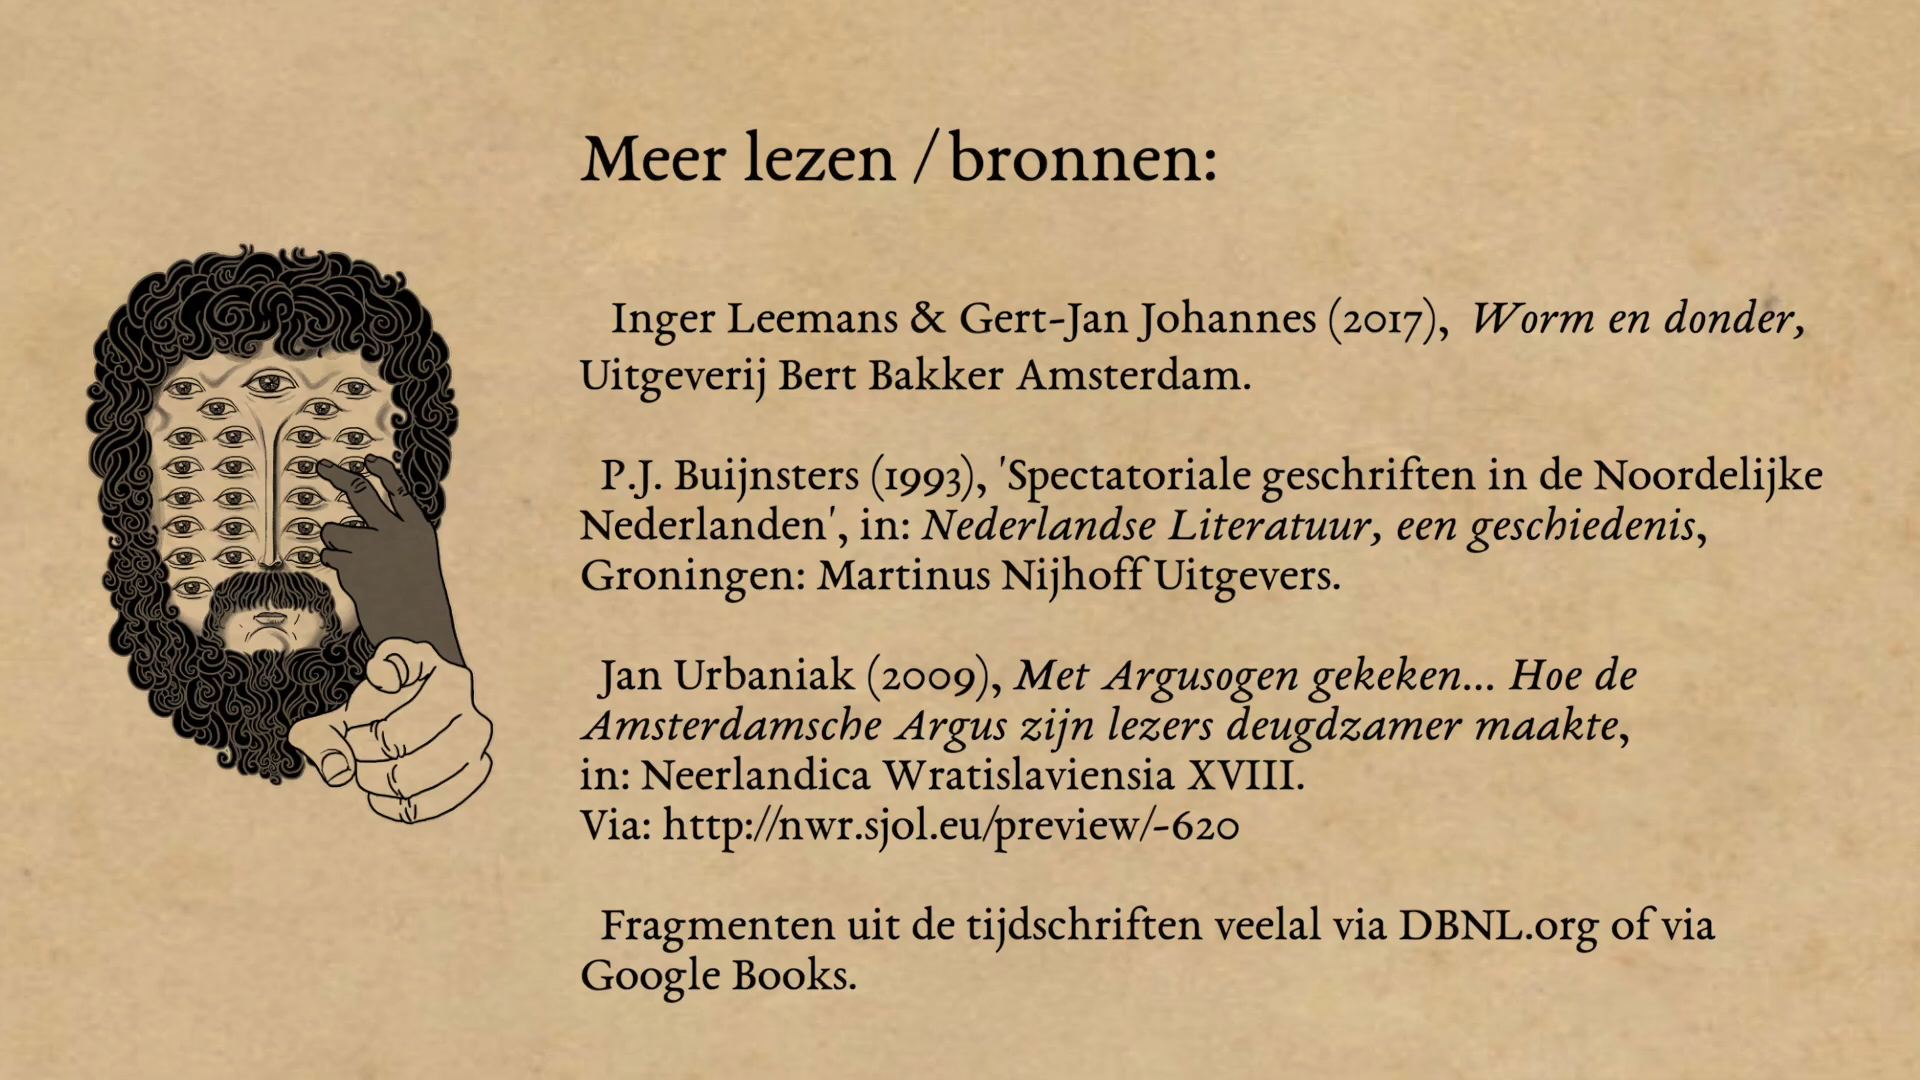 Meer lezen / bronnen:
Inger Leemans & Gert-Jan Johannes (2017), Worm en donder,
Uitgeverij Bert Bakker Amsterdam.
P.J. Buijnsters (1993), 'Spectatoriale geschriften in de Noordelijke
Nederlanden', in: Nederlandse Literatuur, een geschiedenis,
Groningen: Martinus Nijhoff Uitgevers.
Jan Urbaniak (2009), Met Argusogen gekeken... Hoe de
Amsterdamsche Argus zijn lezers deugdzamer maakte,
in: Neerlandica Wratislaviensia XVIII.
Via: http://nwr.sjol.eu/preview/-620
Fragmenten uit de tijdschriften veelal via DBNL.org of via
Google Books.